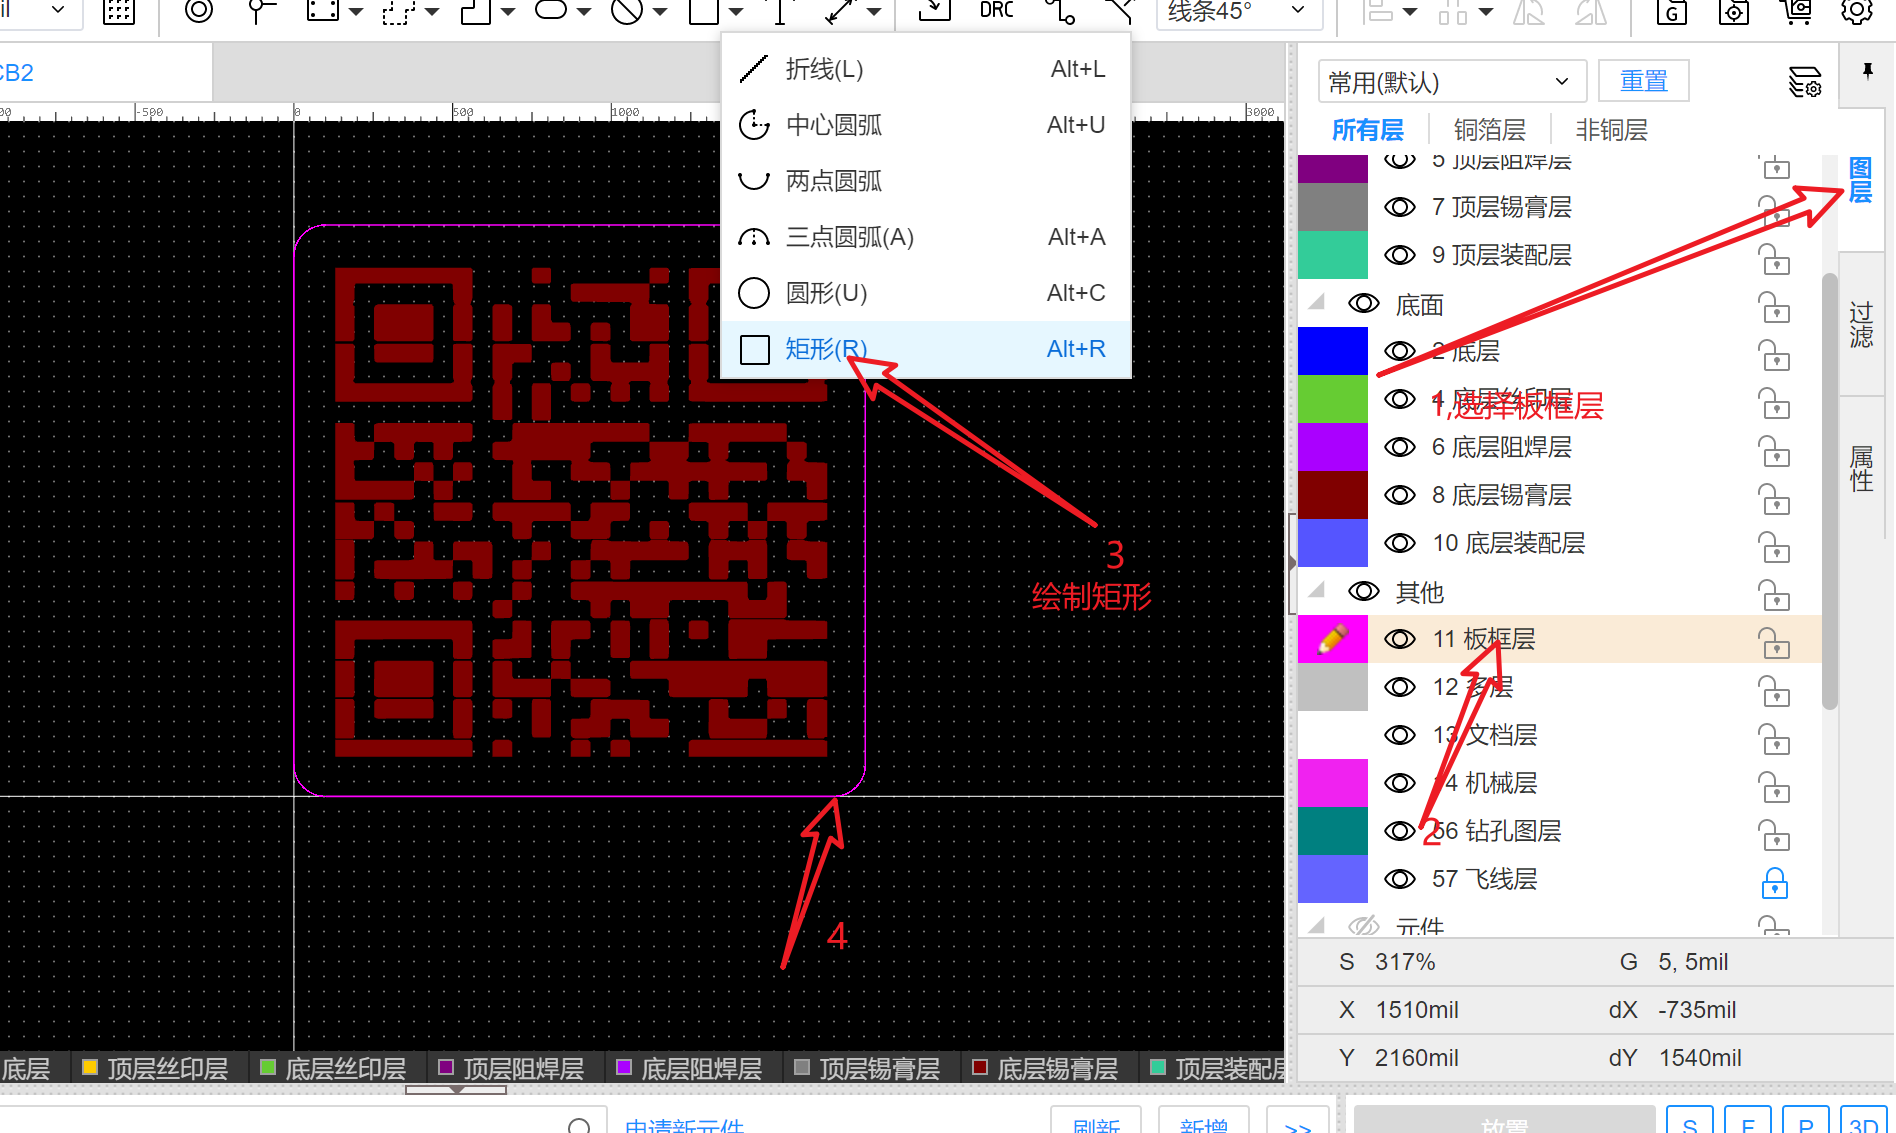 il
DRC
线条45°
CB2
折线(L) Alt+L
中心圆弧 Alt+U
两点圆弧
三点圆弧(A) Alt+A
圆形(U) Alt+C
矩形(R) Alt+R
-500
0
500
1000
3000
常用(默认)
重置
所有层
铜箔层
非铜层
图层
过滤
属性
5 顶层阻焊层
7 顶层锡膏层
9 顶层装配层
底面
2 底层
4 底层丝印层
1,选择板框层
6 底层阻焊层
8 底层锡膏层
10 底层装配层
其他
11 板框层
12 多层
13 文档层
14 机械层
56 钻孔图层
57 飞线层
元件
3
绘制矩形
2
4
S 317% G 5, 5mil
X 1510mil dX -735mil
Y 2160mil dY 1540mil
底层
顶层丝印层
底层丝印层
顶层阻焊层
底层阻焊层
顶层锡膏层
底层锡膏层
顶层装配层
申请新元件
刷新
新增
>>
放置
S
F
P
3D